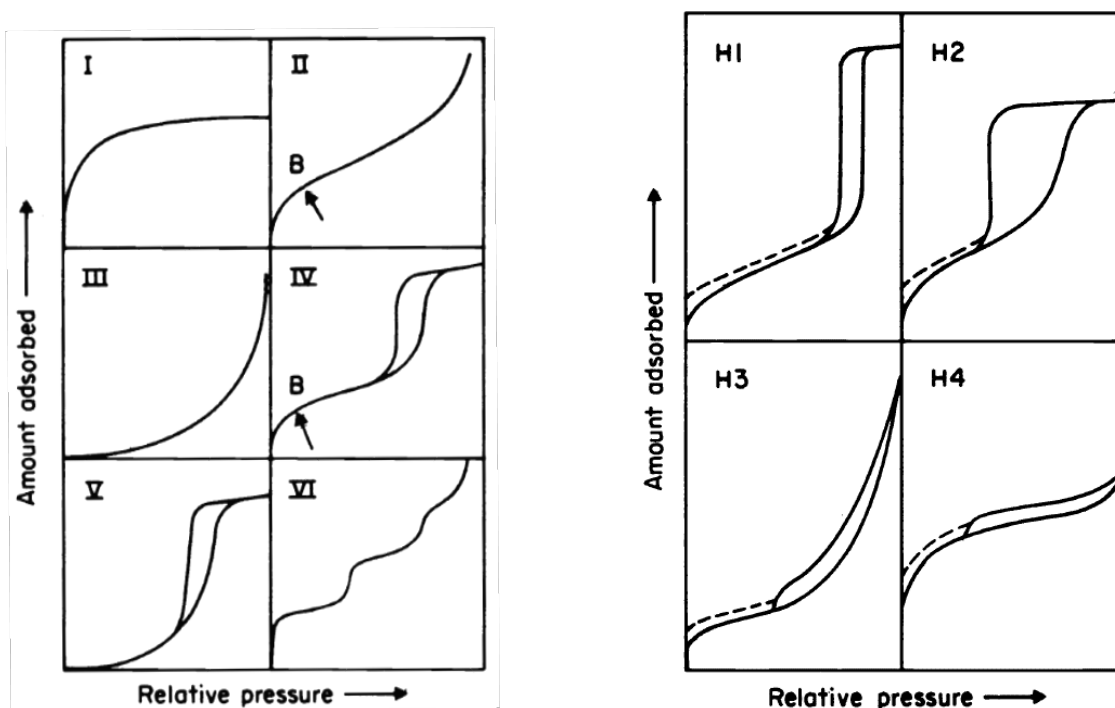 I
II
B
III
IV
B
V
VI
Amount adsorbed
Relative pressure
H1
H2
H3
H4
Amount adsorbed
Relative pressure